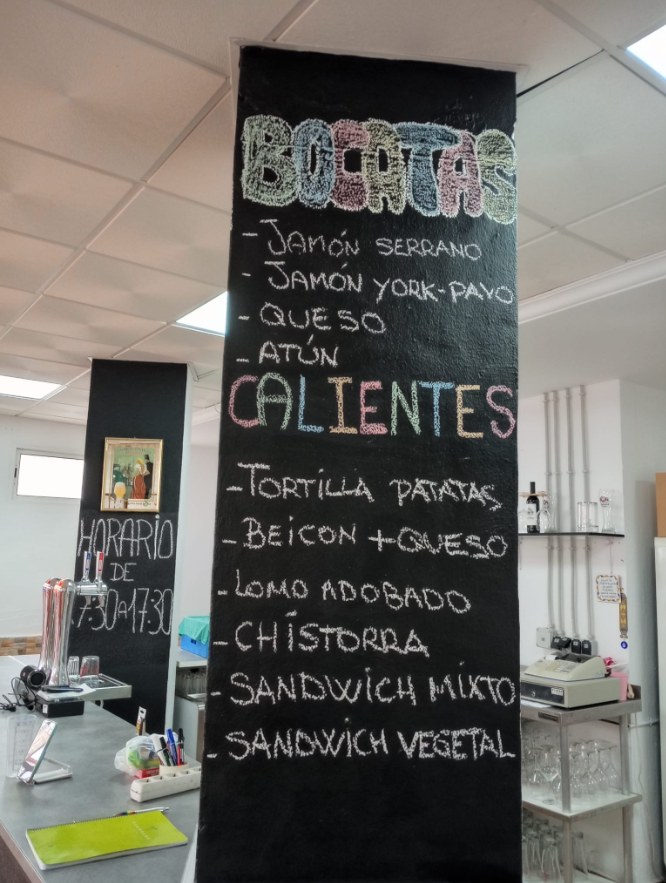 BOCATAS
- JAMÓN SERRANO
- JAMÓN YORK-PAVO
- QUESO
- ATÚN
CALIENTES
- TORTILLA PATATAS
- BEICON + QUESO
- LOMO ADOBADO
- CHISTORRA
- SANDWICH MIXTO
- SANDWICH VEGETAL
HORARIO
DE
7:30 A 17:30